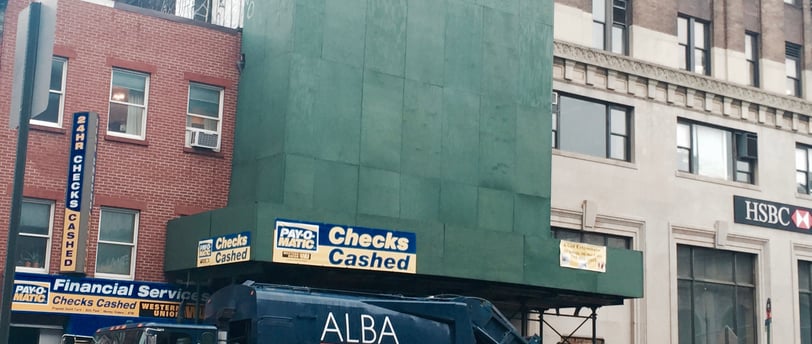 24HR CHECKS CASHED
PAY-O-MATIC
Financial Services
Checks Cashed
WESTERN UNION
PAY-O-MATIC
Checks
Cashed
PAY-O-MATIC
Checks
Cashed
ALBA
HSBC